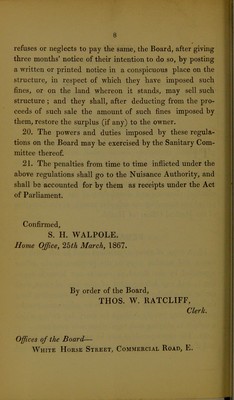 8
refuses or neglects to pay the same, the Board, after giving
three months' notice of their intention to do so, by posting
a written or printed notice in a conspicuous place on the
structure, in respect of which they have imposed such
fines, or on the land whereon it stands, may sell such
structure; and they shall, after deducting from the pro-
ceeds of such sale the amount of such fines imposed by
them, restore the surplus (if any) to the owner.
20. The powers and duties imposed by these regula-
tions on the Board may be exercised by the Sanitary Com-
mittee thereof.
21. The penalties from time to time inflicted under the
above regulations shall go to the Nuisance Authority, and
shall be accounted for by them as receipts under the Act
of Parliament.
Confirmed,
S. H. WALPOLE.
Home Office, 25th March, 1867.
By order of the Board,
THOS. W. RATCLIFF,
Clerk.
Offices of the Board—
White Horse Street, Commercial Road, E.